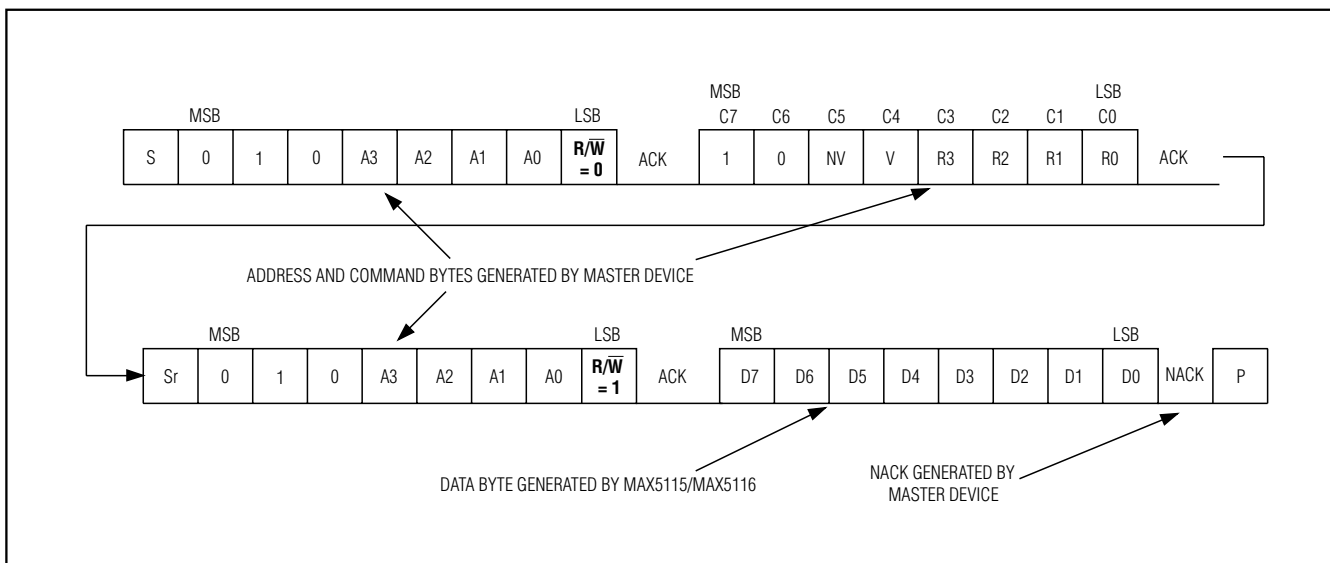 MSB LSB MSB LSB
C7 C6 C5 C4 C3 C2 C1 C0
S 0 1 0 A3 A2 A1 A0 R/W̅ = 0 ACK 1 0 NV V R3 R2 R1 R0 ACK
ADDRESS AND COMMAND BYTES GENERATED BY MASTER DEVICE
MSB LSB MSB LSB
Sr 0 1 0 A3 A2 A1 A0 R/W̅ = 1 ACK D7 D6 D5 D4 D3 D2 D1 D0 NACK P
DATA BYTE GENERATED BY MAX5115/MAX5116
NACK GENERATED BY
MASTER DEVICE